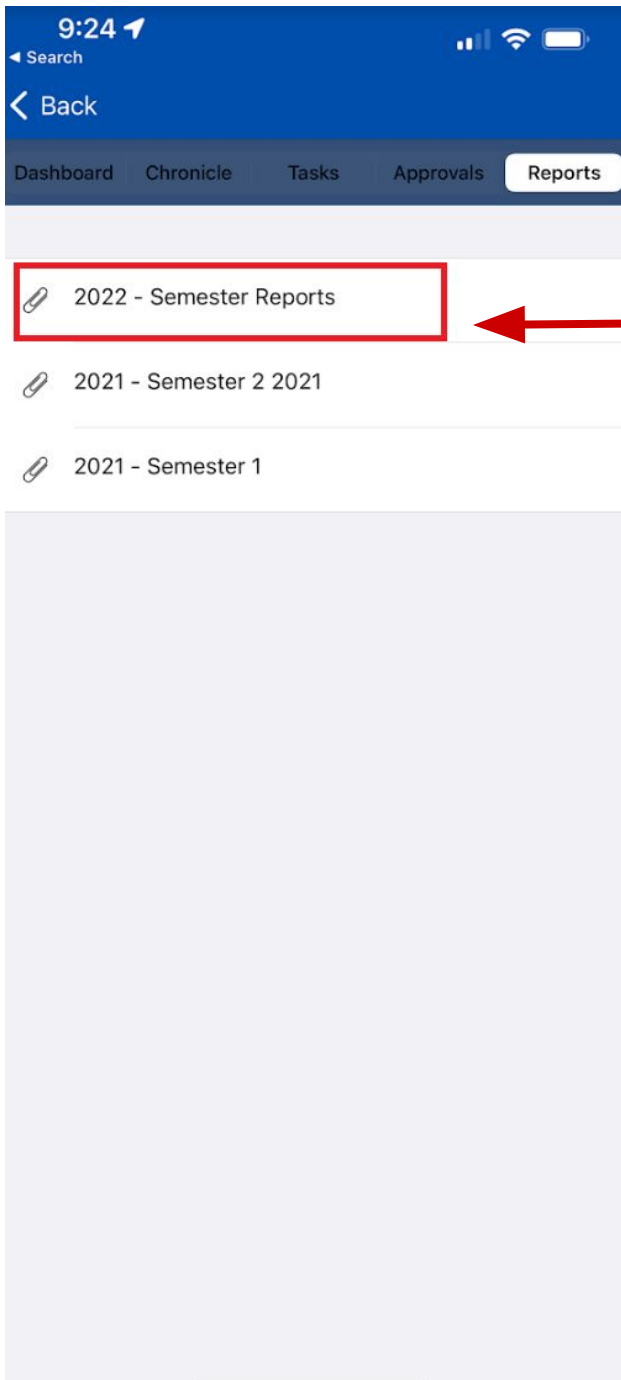 9:24
◀ Search
Back
Dashboard Chronicle Tasks Approvals Reports
2022 - Semester Reports
2021 - Semester 2 2021
2021 - Semester 1